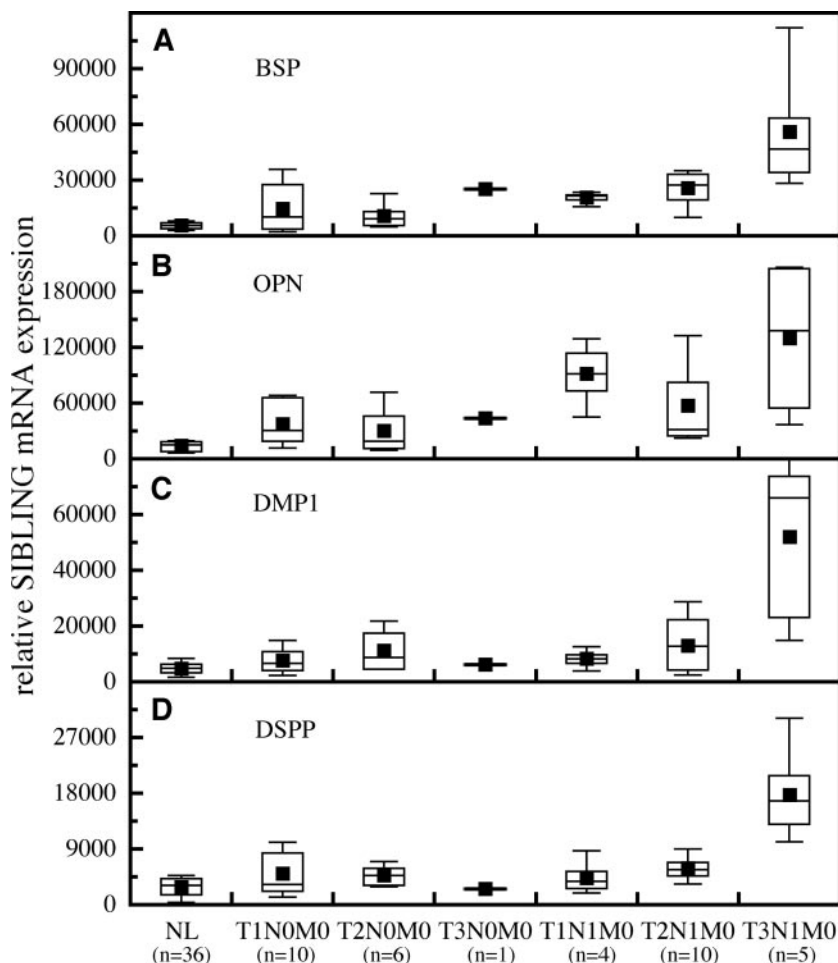 relative SIBLING mRNA expression
A
BSP
90000
60000
30000
0
B
OPN
180000
120000
60000
0
C
DMP1
60000
40000
20000
0
D
DSPP
27000
18000
9000
0
NL T1N0M0 T2N0M0 T3N0M0 T1N1M0 T2N1M0 T3N1M0
(n=36) (n=10) (n=6) (n=1) (n=4) (n=10) (n=5)